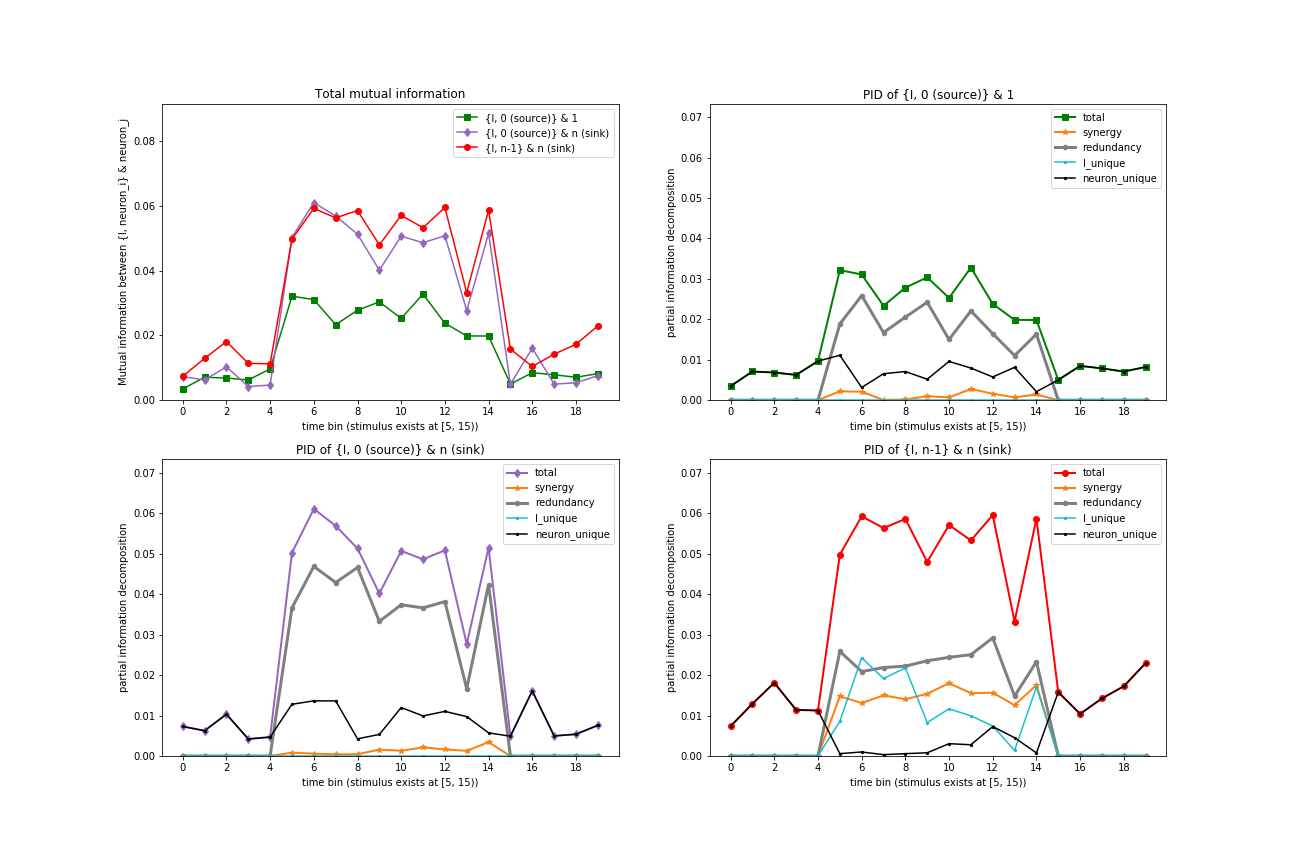 Total mutual information
Mutual information between {I, neuron_i} & neuron_j
0.08
0.06
0.04
0.02
0.00
{I, 0 (source)} & 1
{I, 0 (source)} & n (sink)
{I, n-1} & n (sink)
0 2 4 6 8 10 12 14 16 18
time bin (stimulus exists at [5, 15))
PID of {I, 0 (source)} & 1
partial information decomposition
0.07
0.06
0.05
0.04
0.03
0.02
0.01
0.00
total
synergy
redundancy
I_unique
neuron_unique
0 2 4 6 8 10 12 14 16 18
time bin (stimulus exists at [5, 15))
PID of {I, 0 (source)} & n (sink)
partial information decomposition
0.07
0.06
0.05
0.04
0.03
0.02
0.01
0.00
total
synergy
redundancy
I_unique
neuron_unique
0 2 4 6 8 10 12 14 16 18
time bin (stimulus exists at [5, 15))
PID of {I, n-1} & n (sink)
partial information decomposition
0.07
0.06
0.05
0.04
0.03
0.02
0.01
0.00
total
synergy
redundancy
I_unique
neuron_unique
0 2 4 6 8 10 12 14 16 18
time bin (stimulus exists at [5, 15))